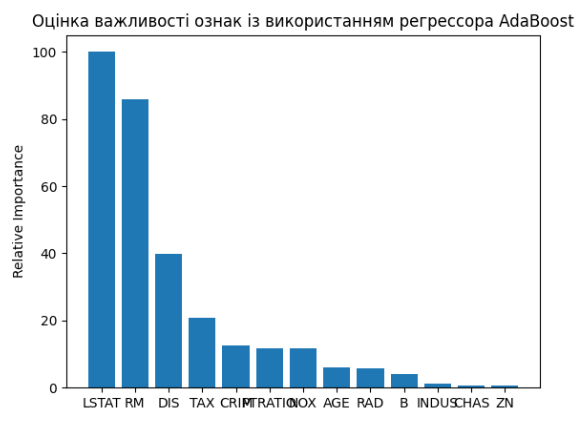 Оцінка важливості ознак із використанням регрессора AdaBoost
Relative Importance
100
80
60
40
20
0
LSTAT RM DIS TAX CRIM PTRATIO NOX AGE RAD B INDUS CHAS ZN